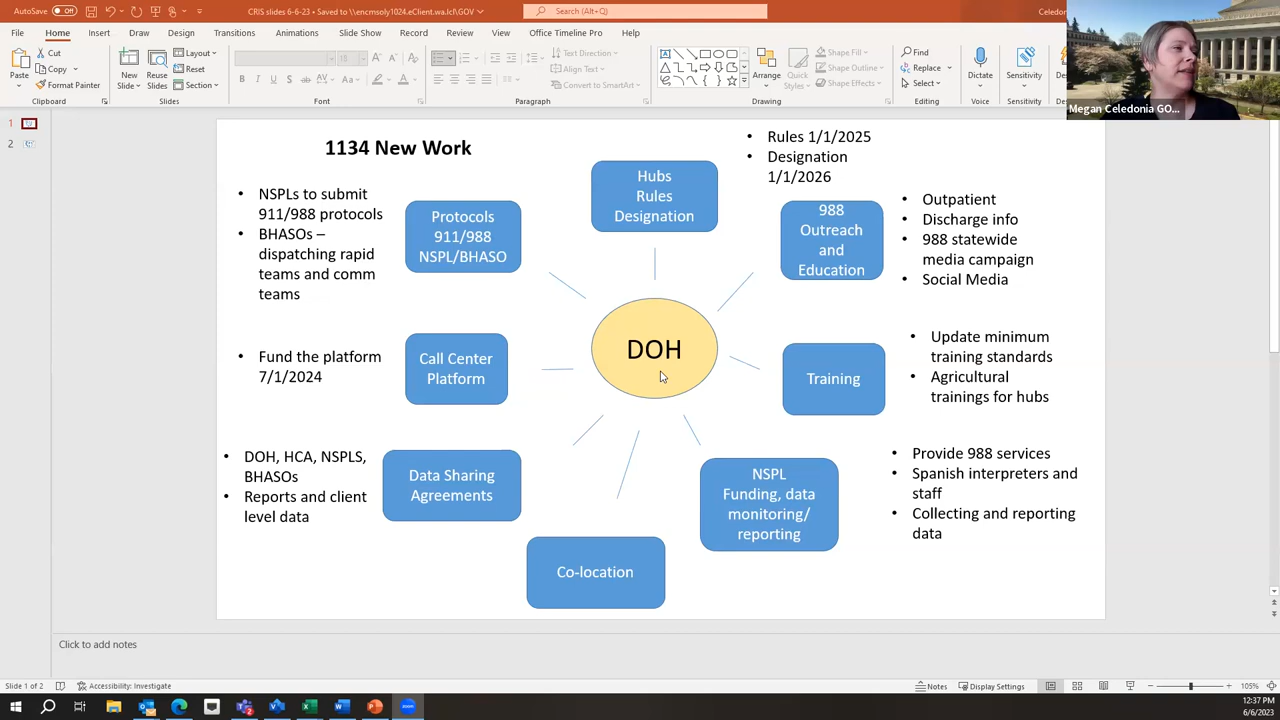 AutoSave Off
CRIS slides 6-6-23 • Saved to \\encmsoly1024.eClient.wa.lcl\GOV
Search (Alt+Q)
File Home Insert Draw Design Transitions Animations Slide Show Record Review View Office Timeline Pro Help
Paste
Cut
Copy
Format Painter
Clipboard
New
Slide
Reuse
Slides
Layout
Reset
Section
Slides
18
B I U S
Font
Text Direction
Align Text
Convert to SmartArt
Paragraph
Arrange
Quick
Styles
Shape Fill
Shape Outline
Shape Effects
Drawing
Find
Replace
Select
Editing
Dictate
Voice
Sensitivity
Sensitivity
Megan Celedonia GO...
1
2
1134 New Work
• NSPLs to submit
911/988 protocols
• BHASOs –
dispatching rapid
teams and comm
teams
Protocols
911/988
NSPL/BHASO
Hubs
Rules
Designation
• Rules 1/1/2025
• Designation
1/1/2026
988
Outreach
and
Education
• Outpatient
• Discharge info
• 988 statewide
media campaign
• Social Media
• Fund the platform
7/1/2024
Call Center
Platform
DOH
Training
• Update minimum
training standards
• Agricultural
trainings for hubs
• DOH, HCA, NSPLS,
BHASOs
• Reports and client
level data
Data Sharing
Agreements
Co-location
NSPL
Funding, data
monitoring/
reporting
• Provide 988 services
• Spanish interpreters and
staff
• Collecting and reporting
data
Click to add notes
Slide 1 of 2
Accessibility: Investigate
Notes
Display Settings
105%
12:37 PM
6/6/2023